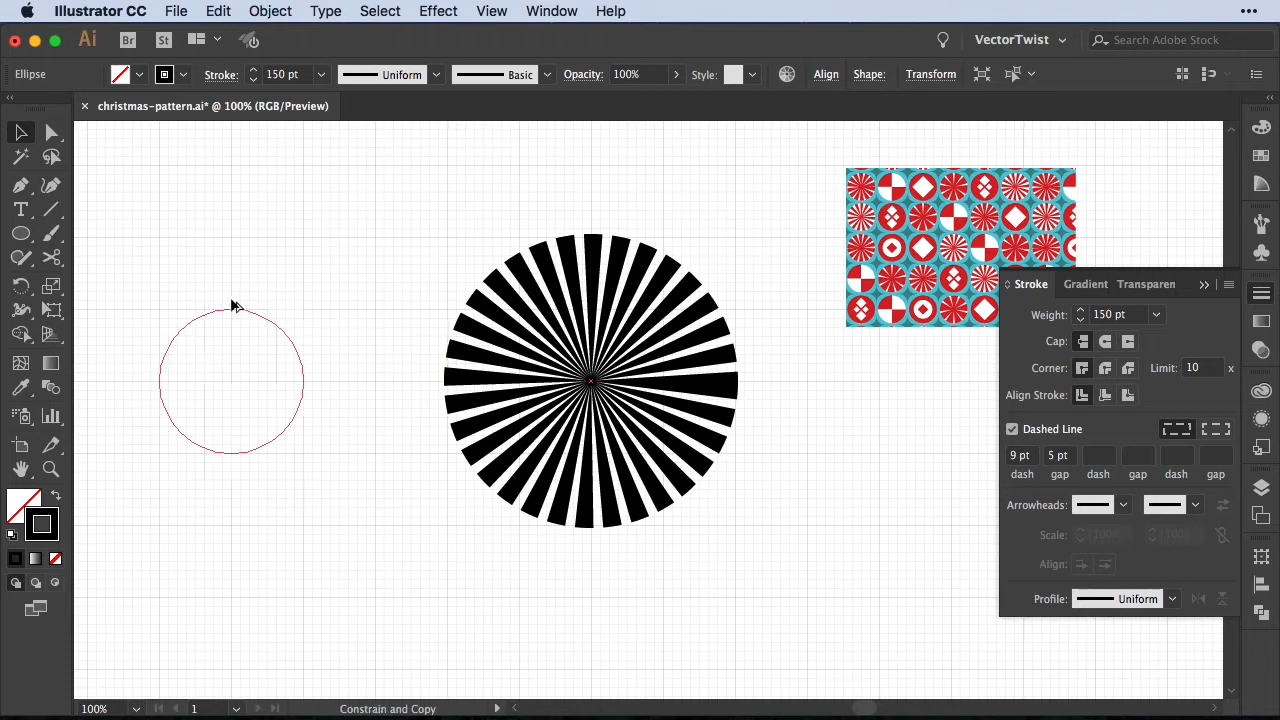 Illustrator CC File Edit Object Type Select Effect View Window Help
Ai Br St VectorTwist Search Adobe Stock
Ellipse Stroke: 150 pt Uniform Basic Opacity: 100% Style: Align Shape: Transform
× christmas-pattern.ai* @ 100% (RGB/Preview)
Stroke Gradient Transparen
Weight: 150 pt
Cap:
Corner: Limit: 10 x
Align Stroke:
Dashed Line
9 pt 5 pt
dash gap dash gap dash gap
Arrowheads:
Scale: 100% 100%
Align:
Profile: Uniform
100% 1 Constrain and Copy